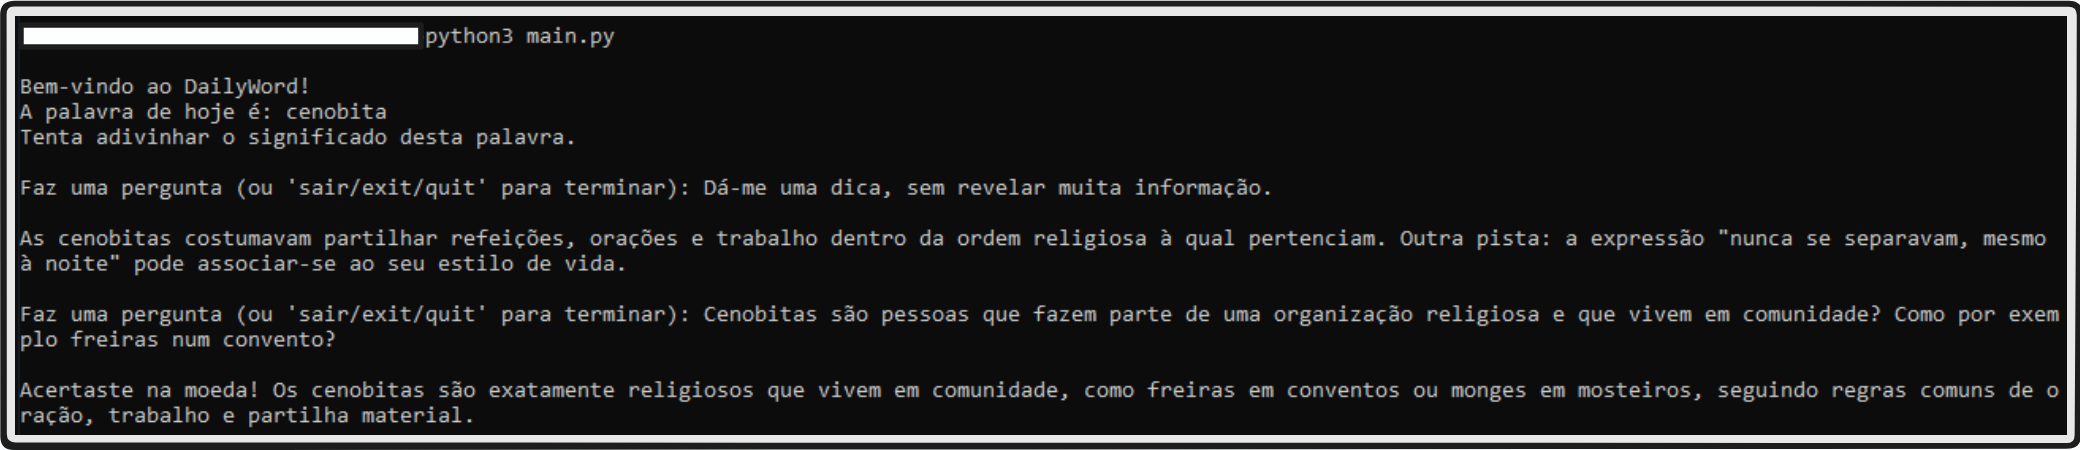 python3 main.py
Bem-vindo ao DailyWord!
A palavra de hoje é: cenobita
Tenta adivinhar o significado desta palavra.
Faz uma pergunta (ou 'sair/exit/quit' para terminar): Dá-me uma dica, sem revelar muita informação.
As cenobitas costumavam partilhar refeições, orações e trabalho dentro da ordem religiosa à qual pertenciam. Outra pista: a expressão "nunca se separavam, mesmo
à noite" pode associar-se ao seu estilo de vida.
Faz uma pergunta (ou 'sair/exit/quit' para terminar): Cenobitas são pessoas que fazem parte de uma organização religiosa e que vivem em comunidade? Como por exem
plo freiras num convento?
Acertaste na moeda! Os cenobitas são exatamente religiosos que vivem em comunidade, como freiras em conventos ou monges em mosteiros, seguindo regras comuns de o
ração, trabalho e partilha material.